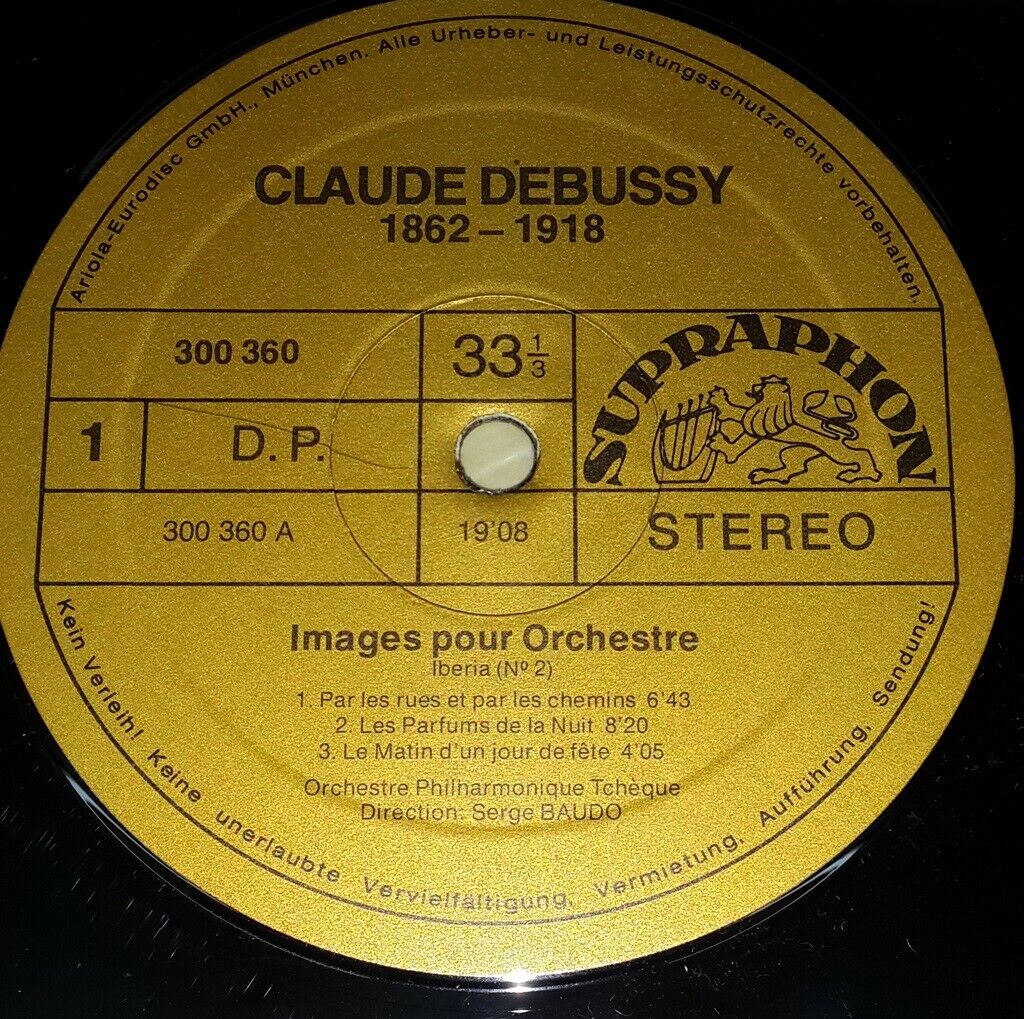 Ariola-Eurodisc GmbH., München. Alle Urheber- und Leistungsschutzrechte vorbehalten.
CLAUDE DEBUSSY
1862 – 1918
300 360
33 1/3
SUPRAPHON
1
D. P.
300 360 A
19'08
STEREO
Images pour Orchestre
Iberia (Nº 2)
1. Par les rues et par les chemins 6'43
2. Les Parfums de la Nuit 8'20
3. Le Matin d'un jour de fête 4'05
Orchestre Philharmonique Tchèque
Direction: Serge BAUDO
Kein Verleih! Keine unerlaubte Vervielfältigung, Vermietung, Aufführung, Sendung!